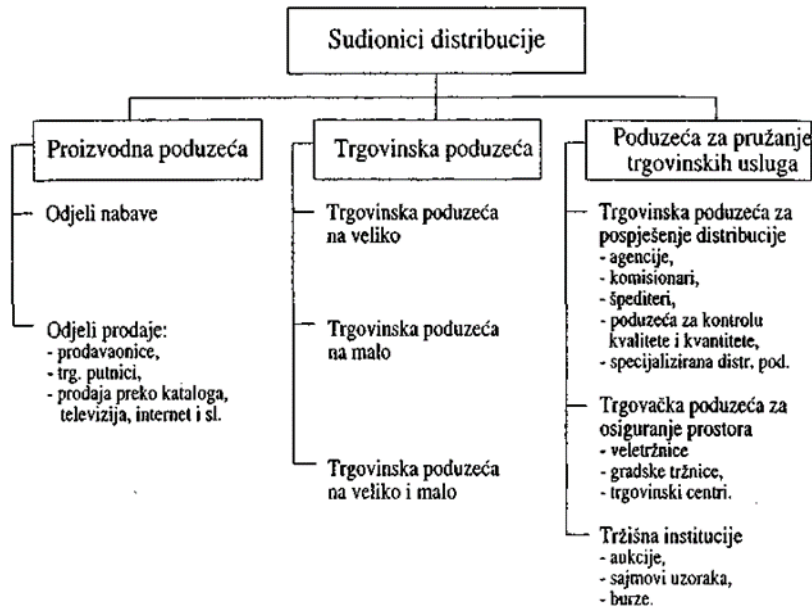 Sudionici distribucije
Proizvodna poduzeća
Odjeli nabave
Odjeli prodaje:
- prodavaonice,
- trg. putnici,
- prodaja preko kataloga,
televizija, internet i sl.
Trgovinska poduzeća
Trgovinska poduzeća
na veliko
Trgovinska poduzeća
na malo
Trgovinska poduzeća
na veliko i malo
Poduzeća za pružanje
trgovinskih usluga
Trgovinska poduzeća za
pospješenje distribucije
- agencije,
- komisionari,
- špediteri,
- poduzeća za kontrolu
kvalitete i kvantitete,
- specijalizirana distr. pod.
Trgovačka poduzeća za
osiguranje prostora
- veletržnice
- gradske tržnice,
- trgovinski centri.
Tržišna institucije
- aukcije,
- sajmovi uzoraka,
- burze.